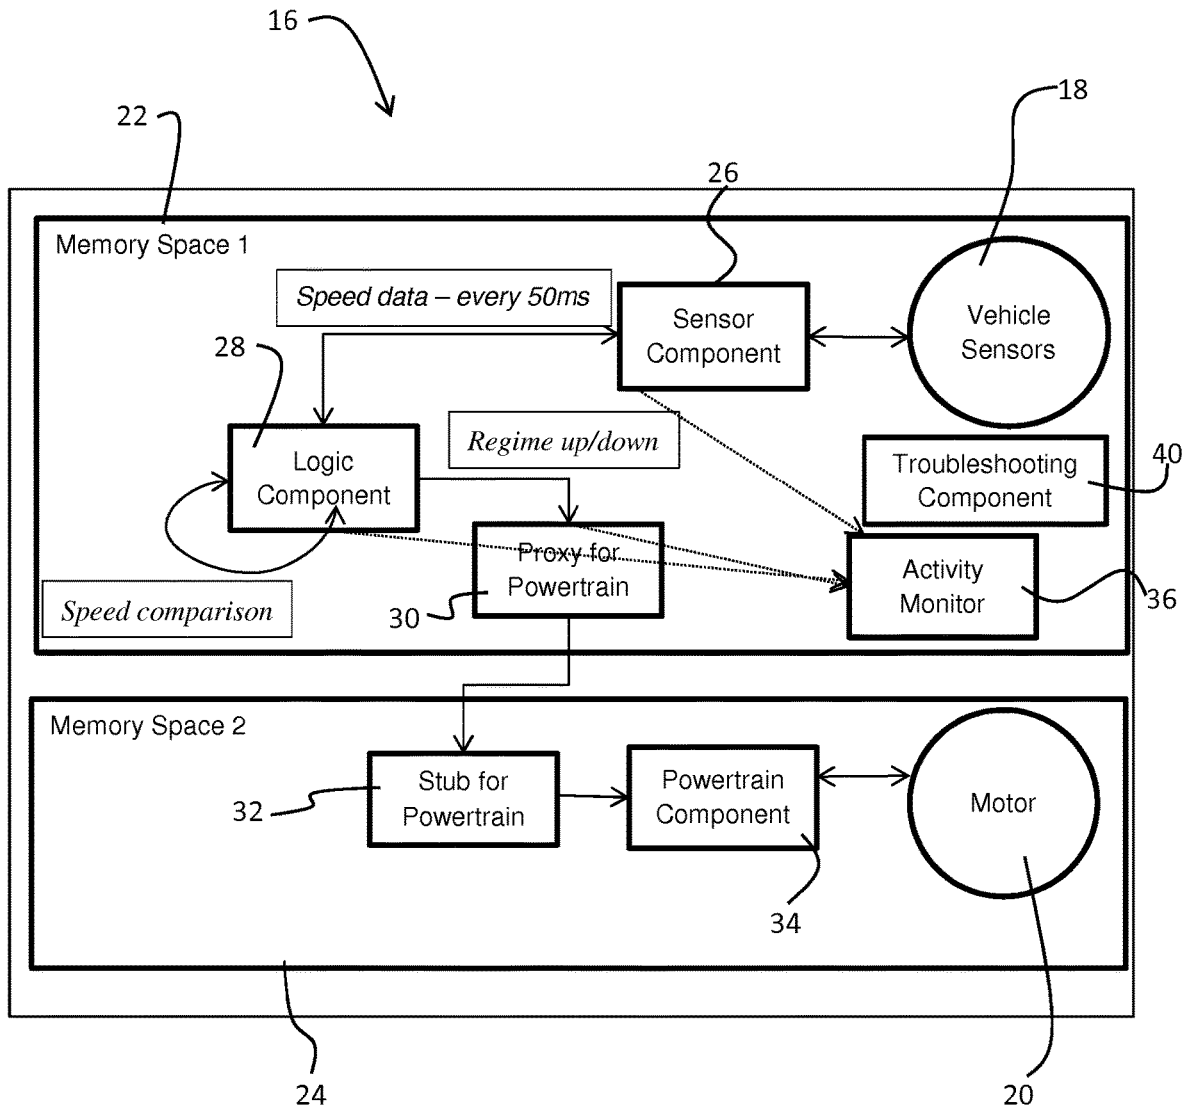 16
18
22
26
Memory Space 1
Speed data – every 50ms
Sensor
Component
Vehicle
Sensors
28
Regime up/down
Logic
Component
Troubleshooting
Component
40
Proxy for
Powertrain
Activity
Monitor
Speed comparison
30
36
Memory Space 2
Stub for
Powertrain
Powertrain
Component
Motor
32
34
24
20